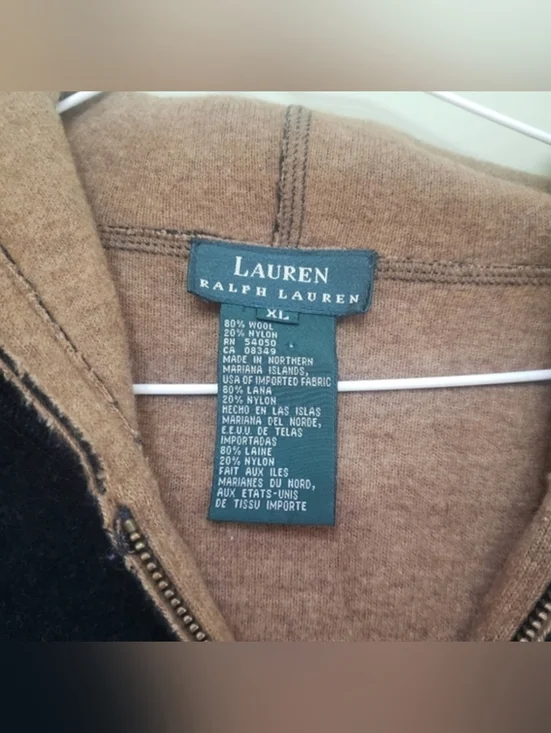 LAUREN
RALPH LAUREN
XL
80% WOOL
20% NYLON
RN 54050
CA 08349
MADE IN NORTHERN
MARIANA ISLANDS,
USA OF IMPORTED FABRIC
80% LANA
20% NYLON
HECHO EN LAS ISLAS
MARIANA DEL NORDE,
E.E.U.U. DE TELAS
IMPORTADAS
80% LAINE
20% NYLON
FAIT AUX ILES
MARIANES DU NORD,
AUX ETATS-UNIS
DE TISSU IMPORTE